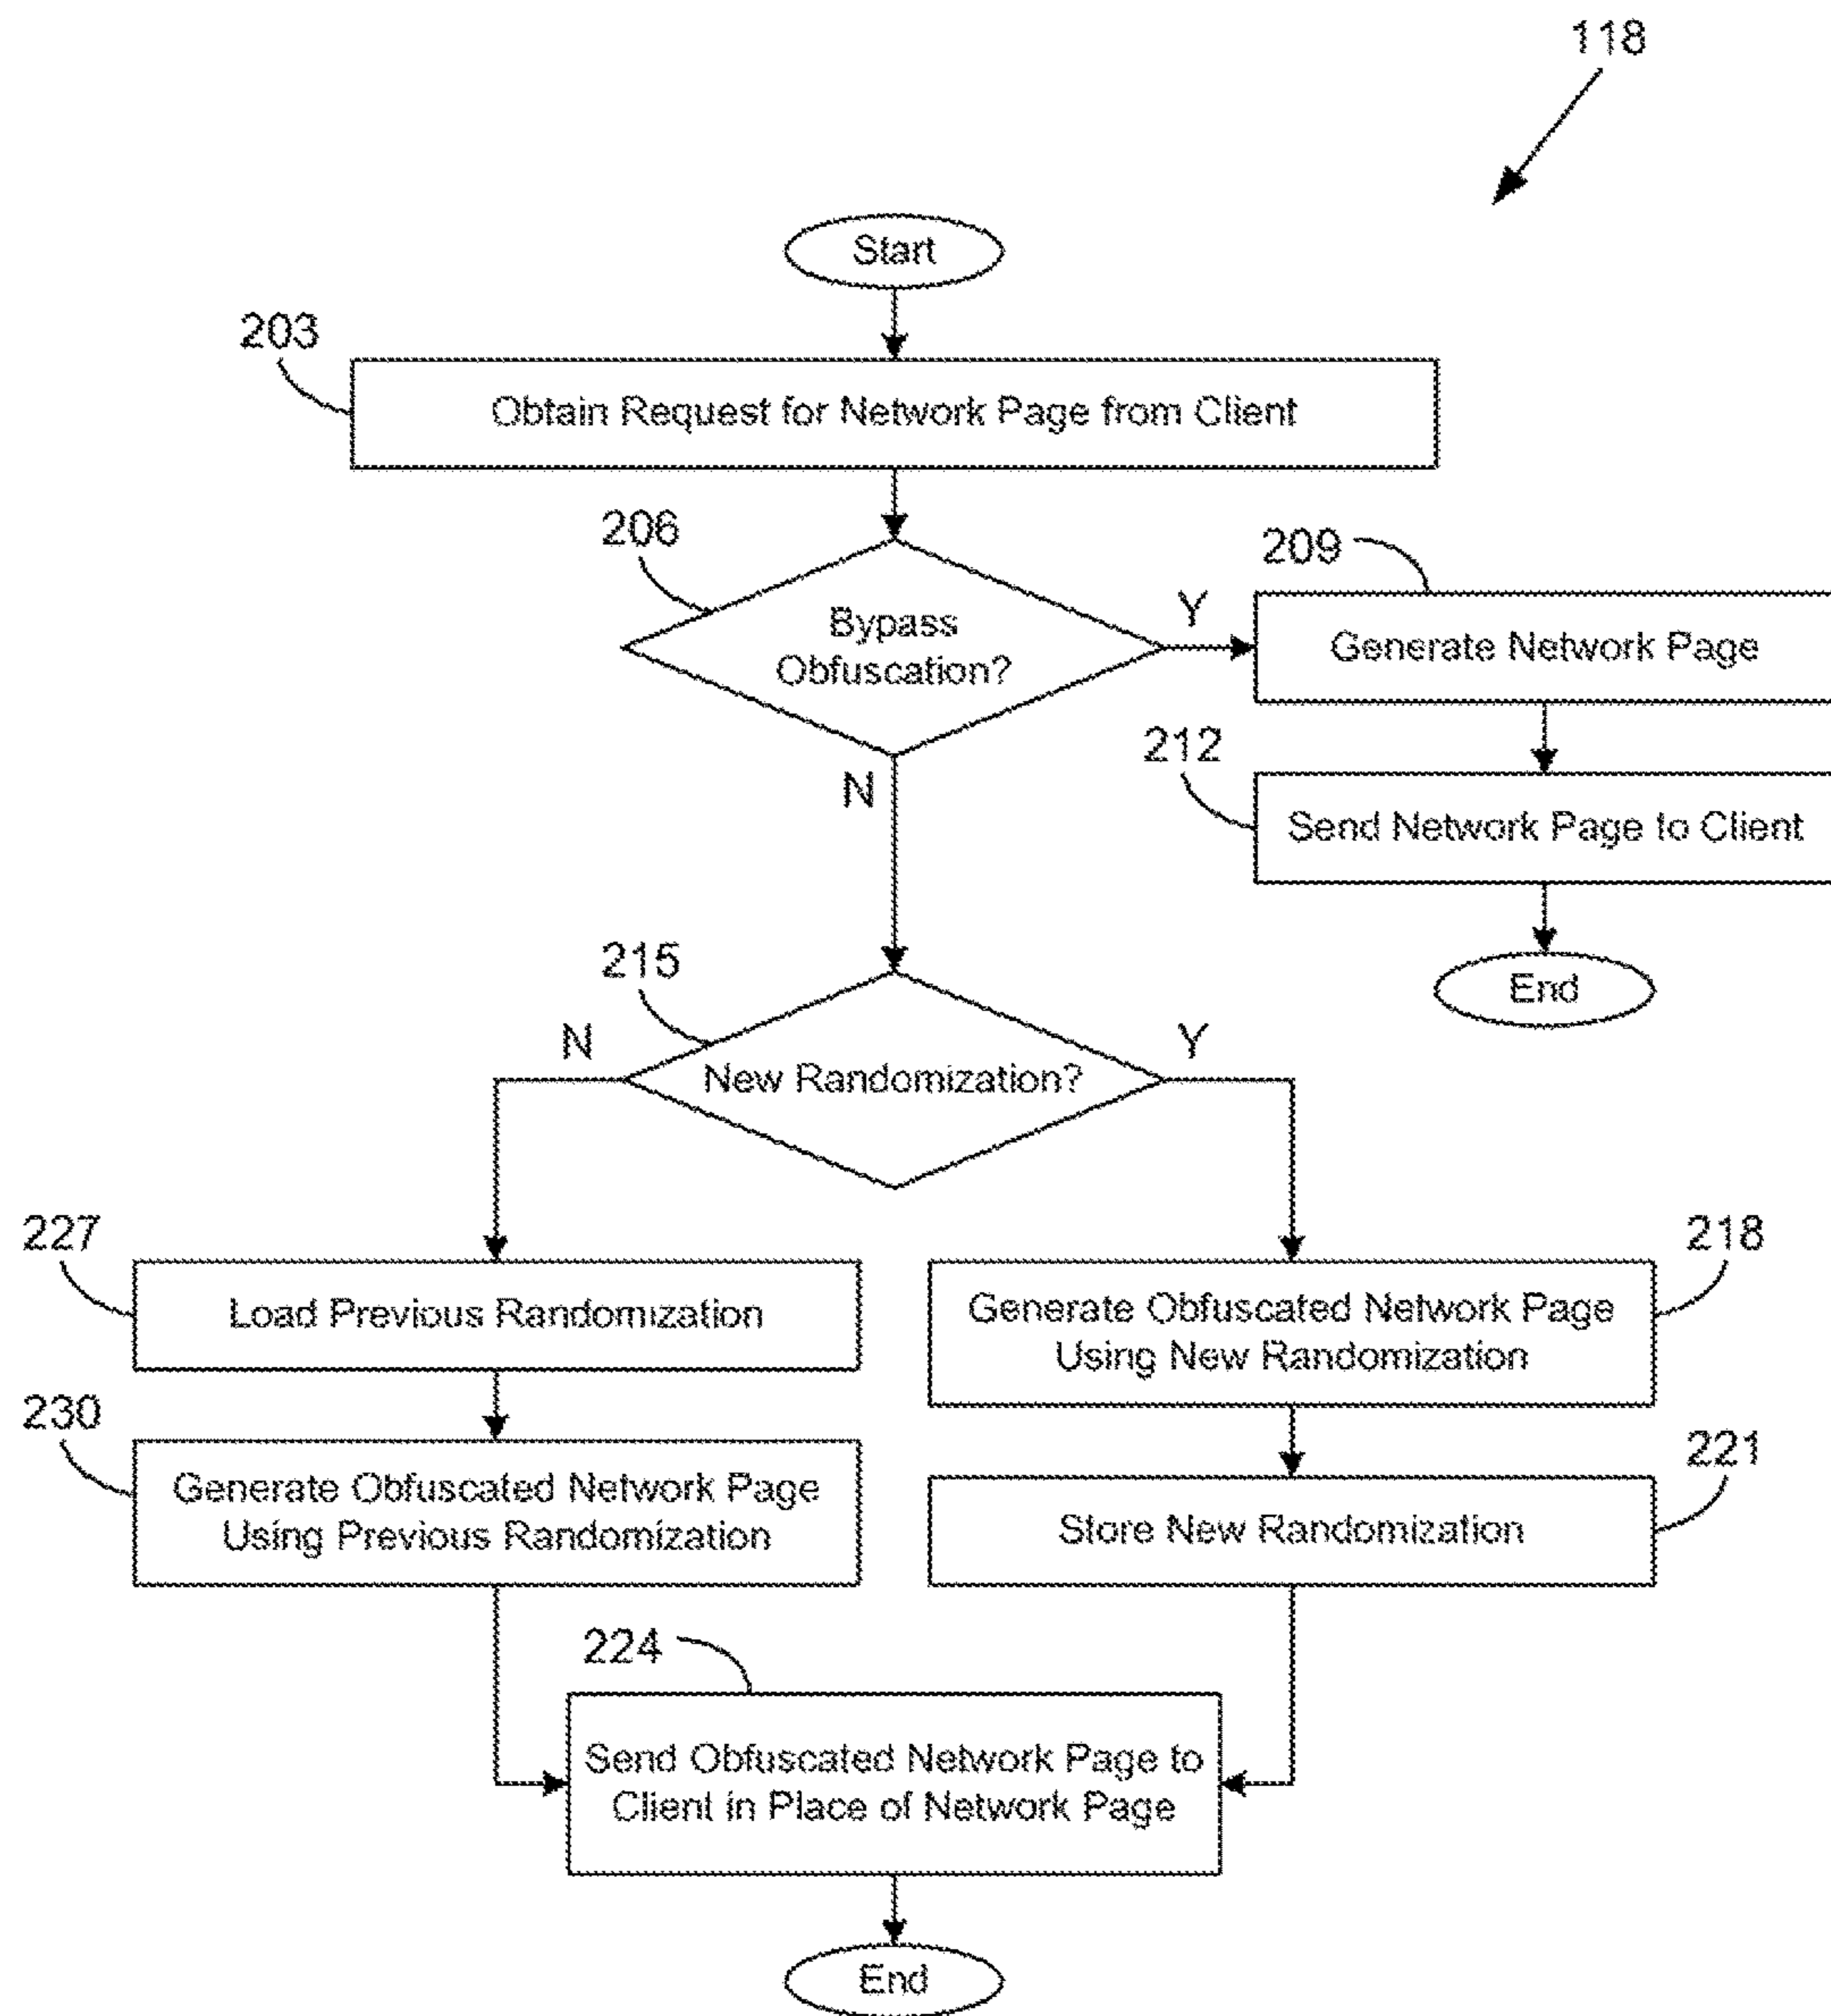 118
Start
203
Obtain Request for Network Page from Client
206
Bypass
Obfuscation?
Y
N
209
Generate Network Page
212
Send Network Page to Client
End
215
New Randomization?
N
Y
227
Load Previous Randomization
230
Generate Obfuscated Network Page
Using Previous Randomization
218
Generate Obfuscated Network Page
Using New Randomization
221
Store New Randomization
224
Send Obfuscated Network Page to
Client in Place of Network Page
End